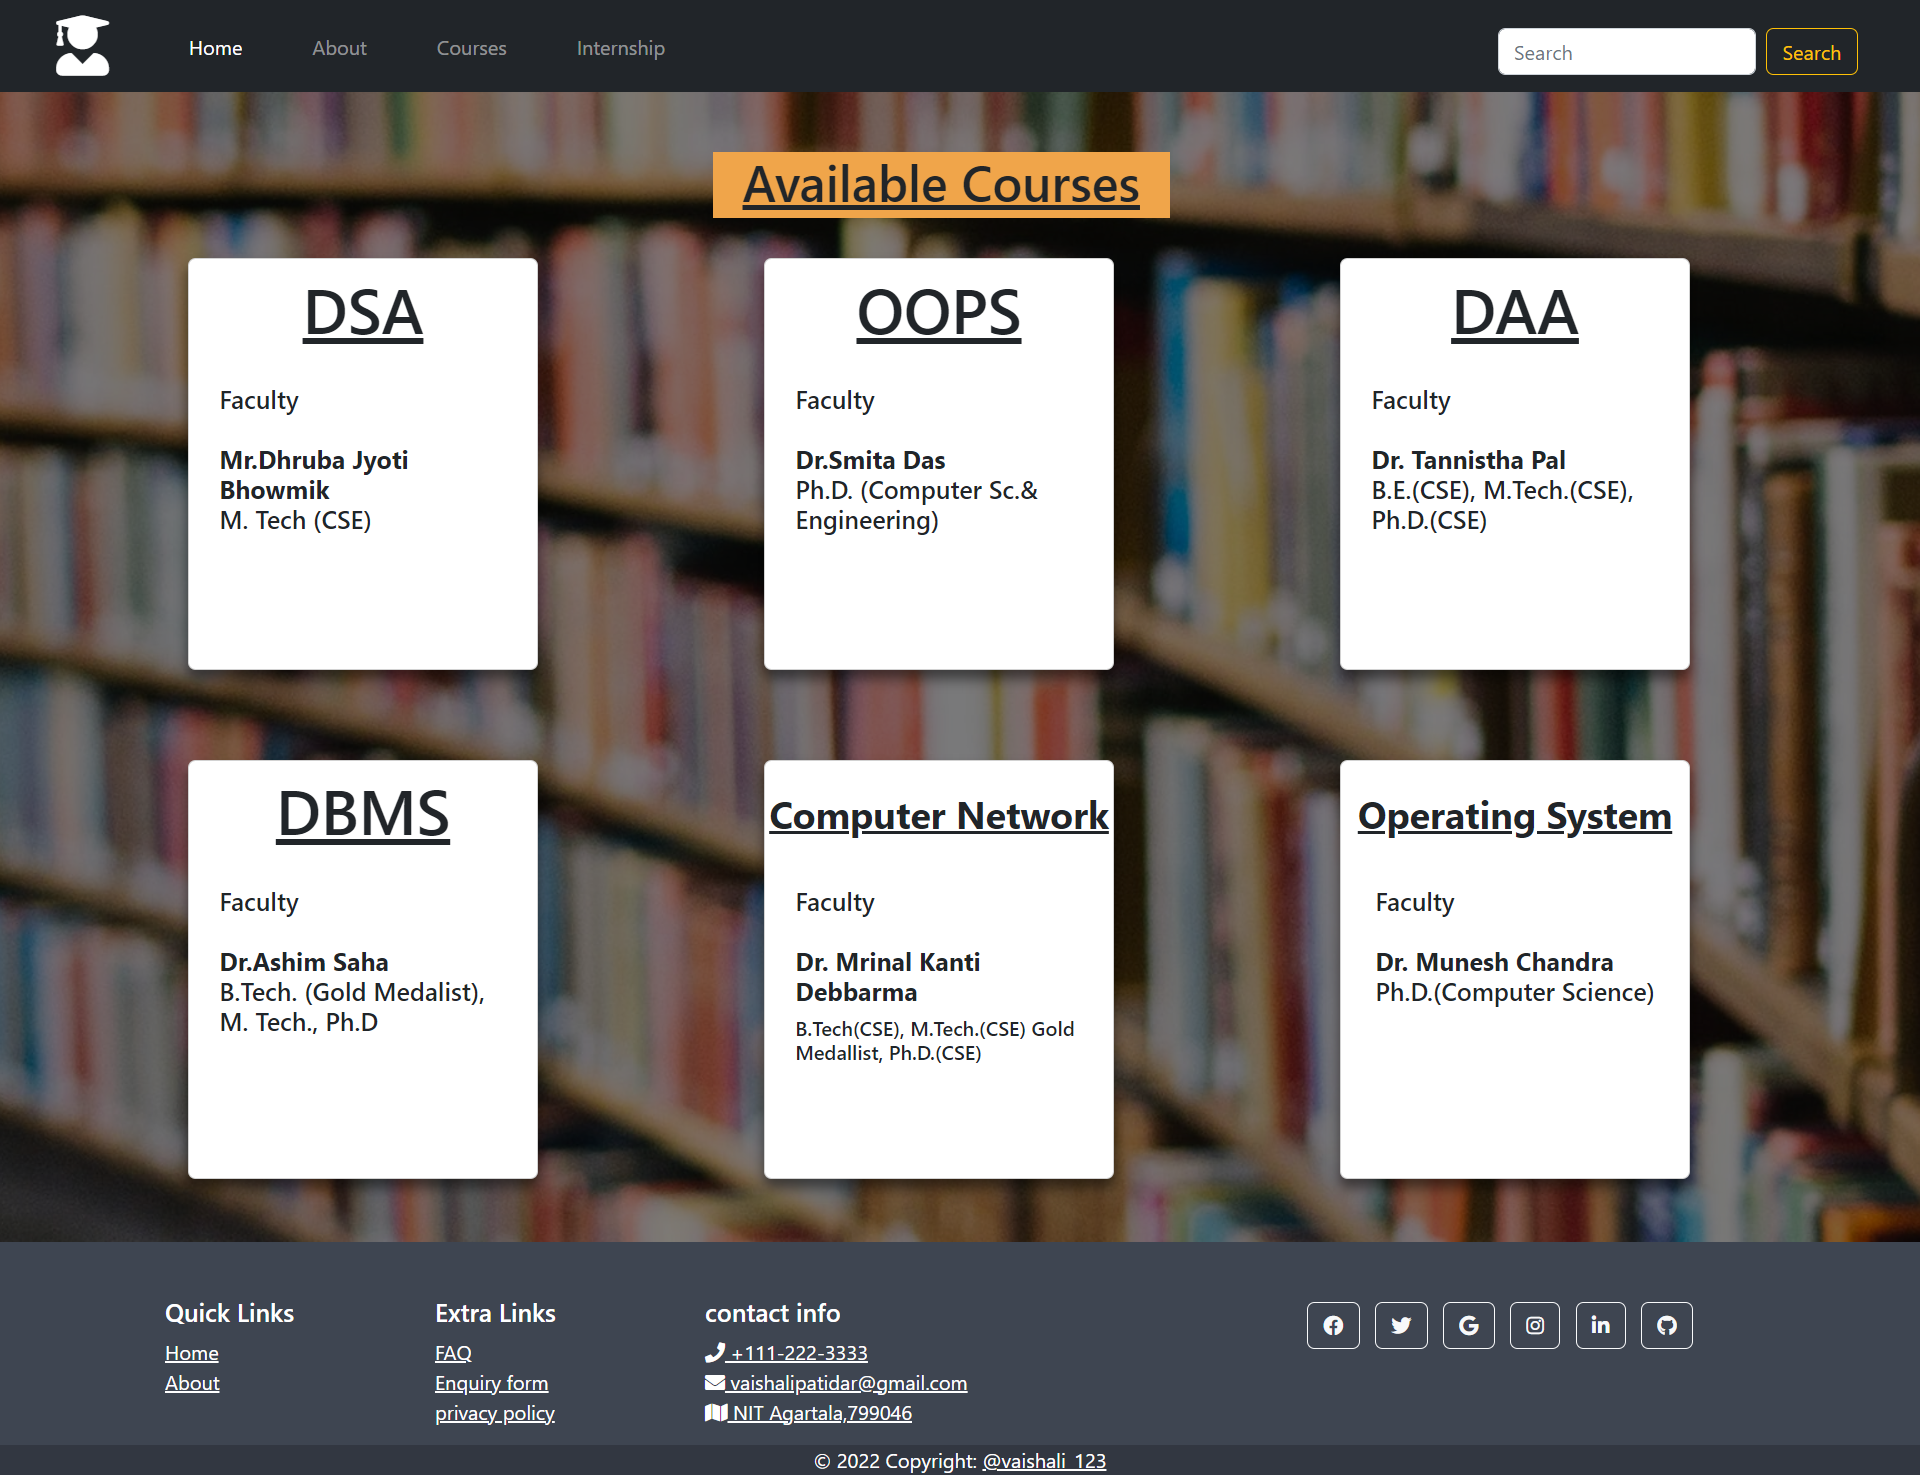 Home About Courses Internship Search Search
Available Courses
DSA
Faculty
Mr.Dhruba Jyoti
Bhowmik
M. Tech (CSE)
OOPS
Faculty
Dr.Smita Das
Ph.D. (Computer Sc.&
Engineering)
DAA
Faculty
Dr. Tannistha Pal
B.E.(CSE), M.Tech.(CSE),
Ph.D.(CSE)
DBMS
Faculty
Dr.Ashim Saha
B.Tech. (Gold Medalist),
M. Tech., Ph.D
Computer Network
Faculty
Dr. Mrinal Kanti
Debbarma
B.Tech(CSE), M.Tech.(CSE) Gold
Medallist, Ph.D.(CSE)
Operating System
Faculty
Dr. Munesh Chandra
Ph.D.(Computer Science)
Quick Links
Home
About
Extra Links
FAQ
Enquiry form
privacy policy
contact info
+111-222-3333
vaishalipatidar@gmail.com
NIT Agartala,799046
© 2022 Copyright: @vaishali_123